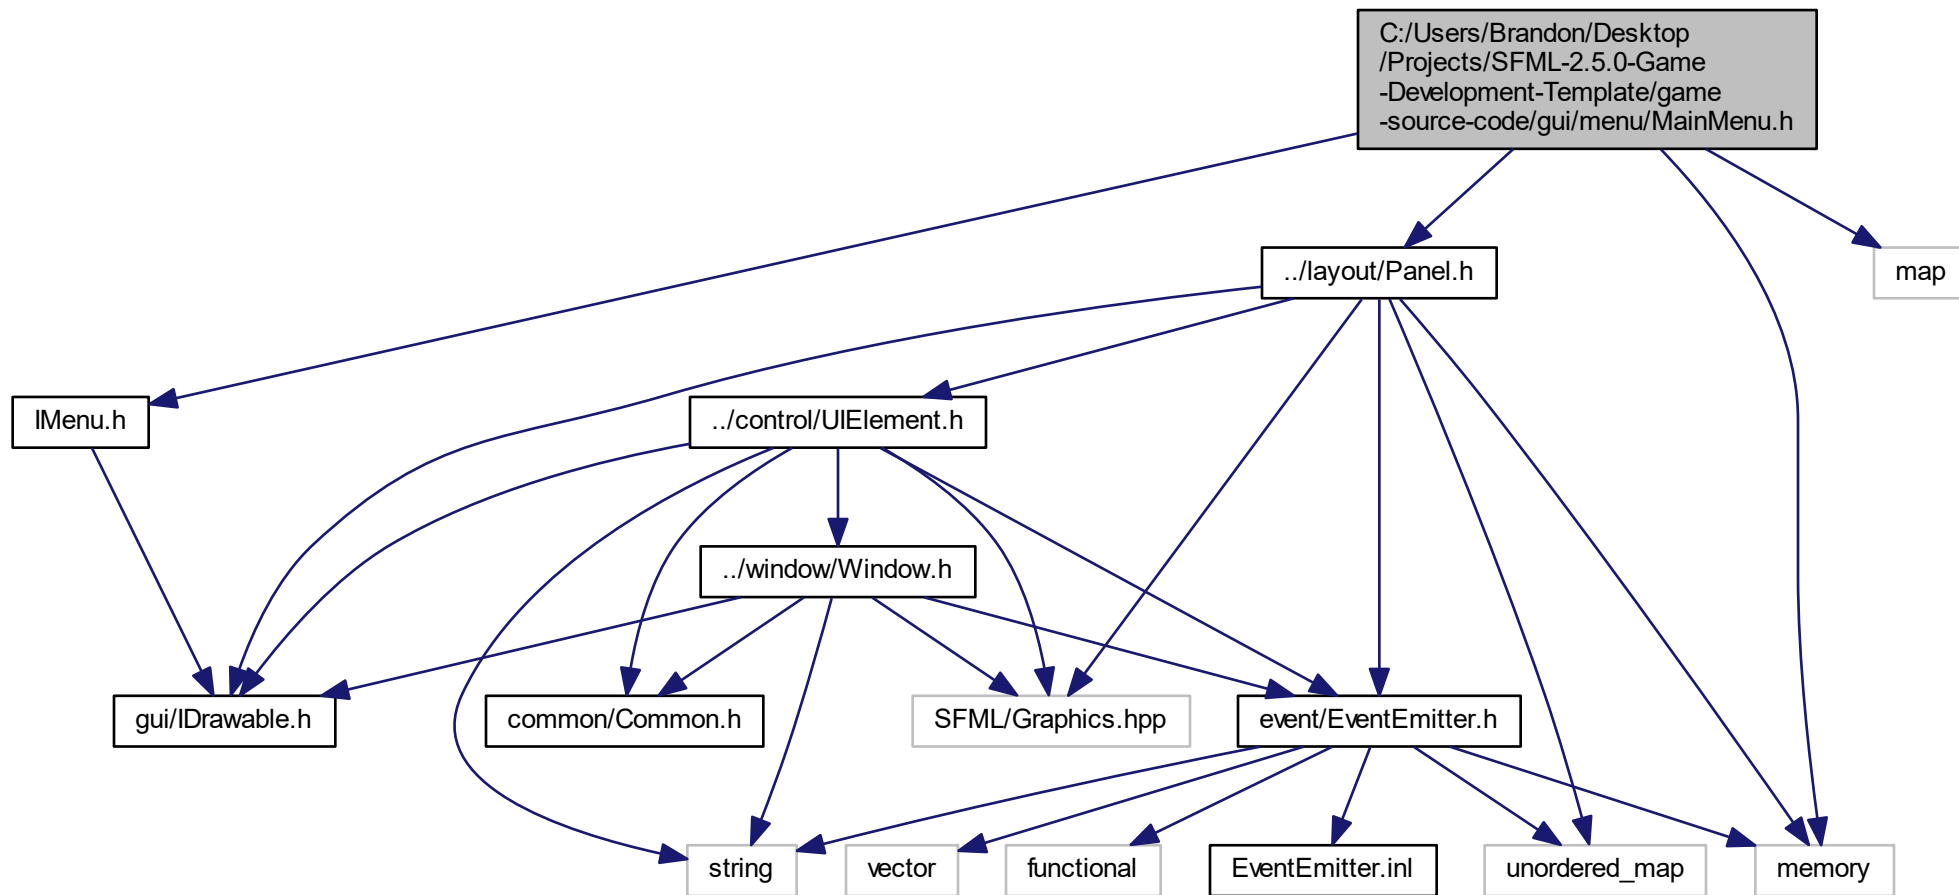 C:/Users/Brandon/Desktop
/Projects/SFML-2.5.0-Game
-Development-Template/game
-source-code/gui/menu/MainMenu.h
../layout/Panel.h
map
IMenu.h
../control/UIElement.h
../window/Window.h
gui/IDrawable.h
common/Common.h
SFML/Graphics.hpp
event/EventEmitter.h
string
vector
functional
EventEmitter.inl
unordered_map
memory